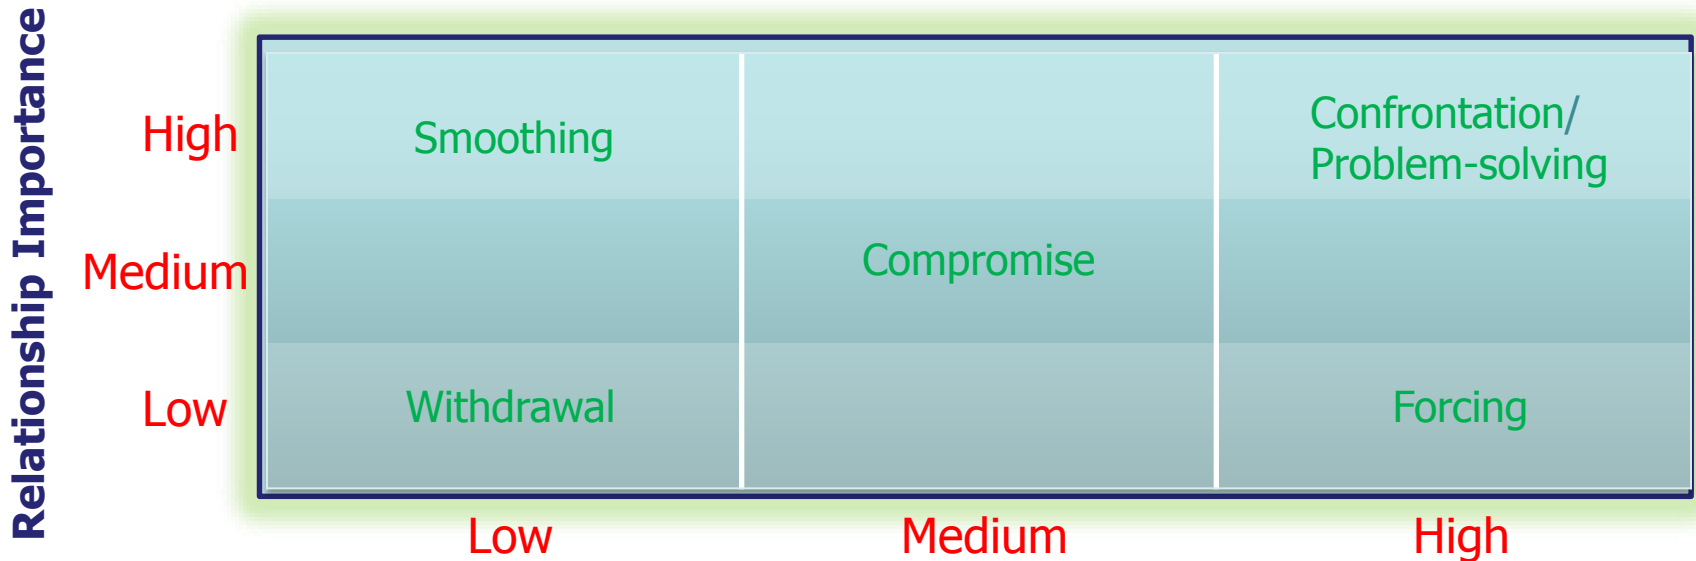 Relationship Importance
High
Smoothing
Confrontation/
Problem-solving
Medium
Compromise
Low
Withdrawal
Forcing
Low
Medium
High